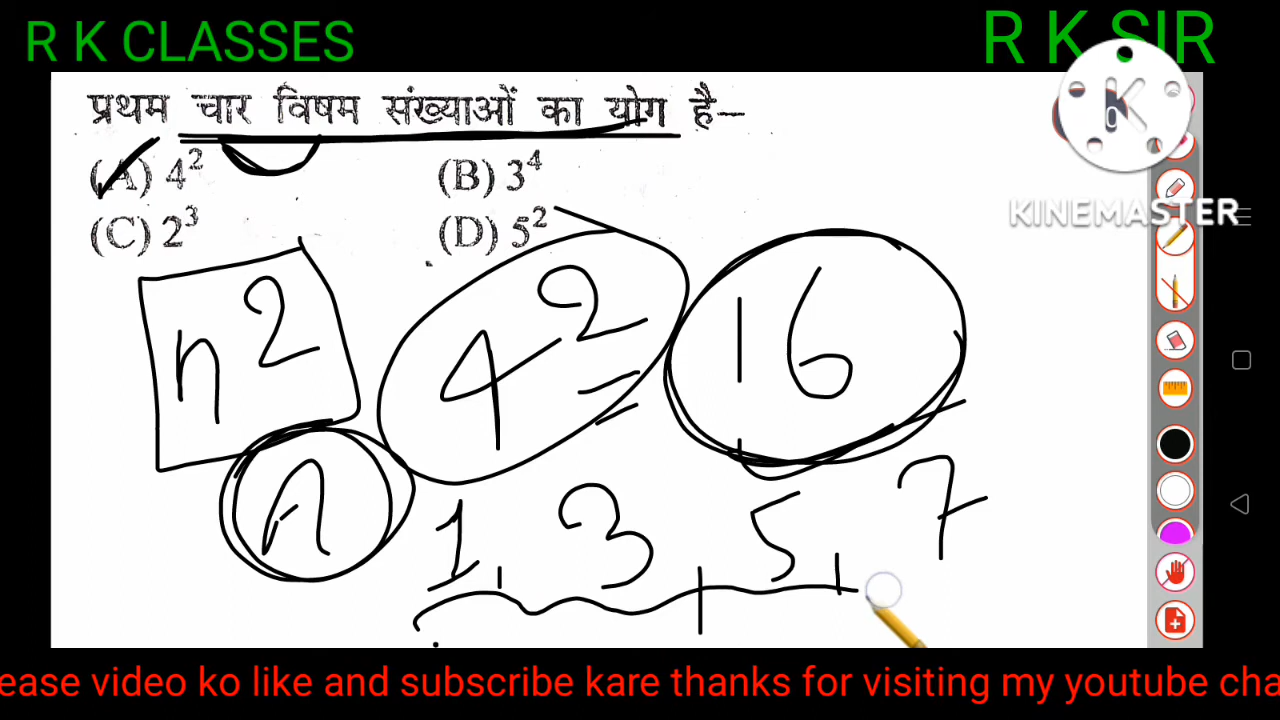 R K CLASSES
R K SIR
KINEMASTER
प्रथम चार विषम संख्याओं का योग है–
(A) 4² (B) 3⁴
(C) 2³ (D) 5²
n² 4² = 16
n
1, 3, 5, 7
ease video ko like and subscribe kare thanks for visiting my youtube cha